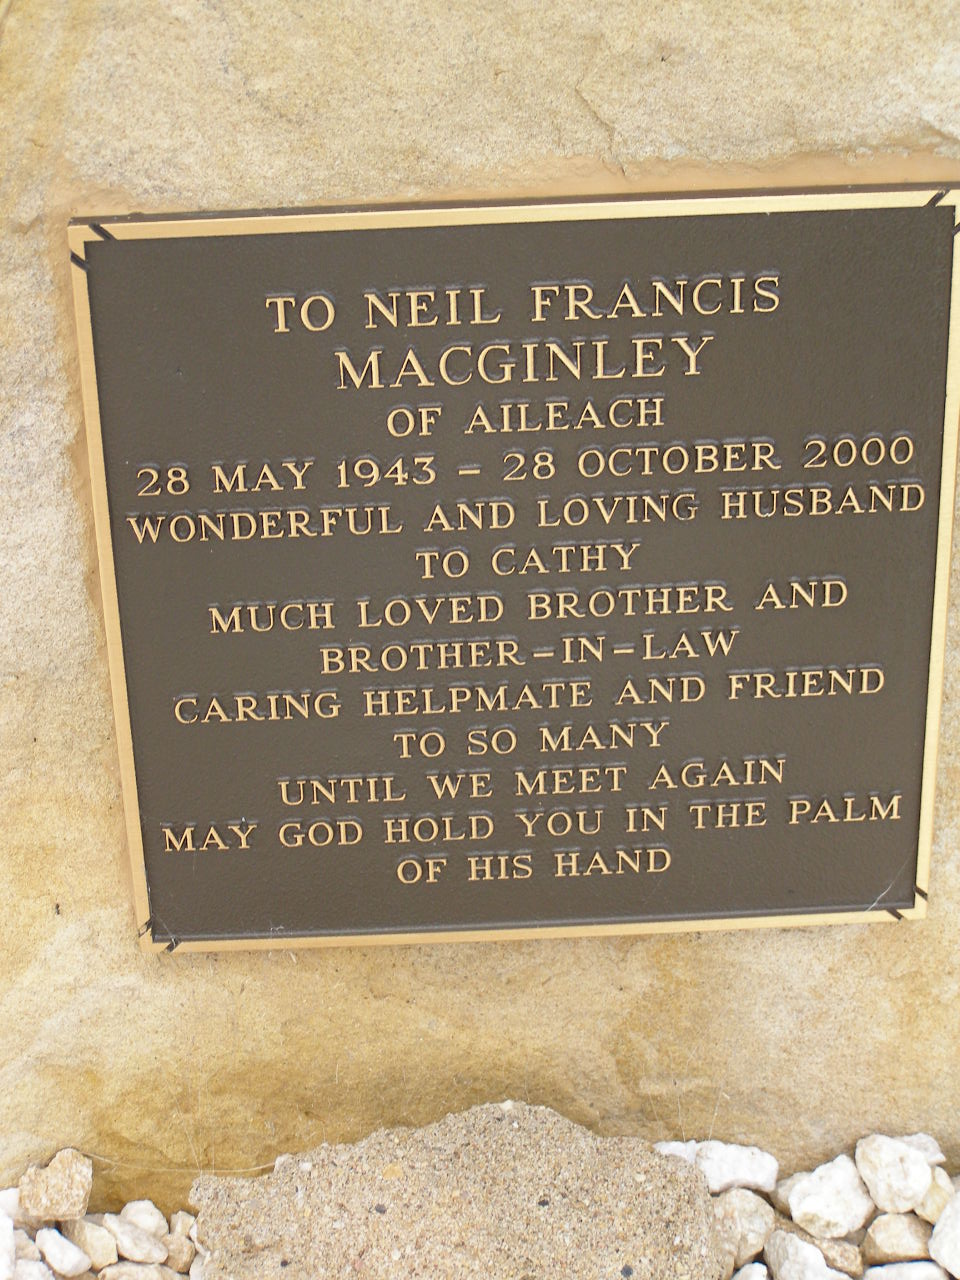 TO NEIL FRANCIS
MACGINLEY
OF AILEACH
28 MAY 1943 – 28 OCTOBER 2000
WONDERFUL AND LOVING HUSBAND
TO CATHY
MUCH LOVED BROTHER AND
BROTHER–IN–LAW
CARING HELPMATE AND FRIEND
TO SO MANY
UNTIL WE MEET AGAIN
MAY GOD HOLD YOU IN THE PALM
OF HIS HAND